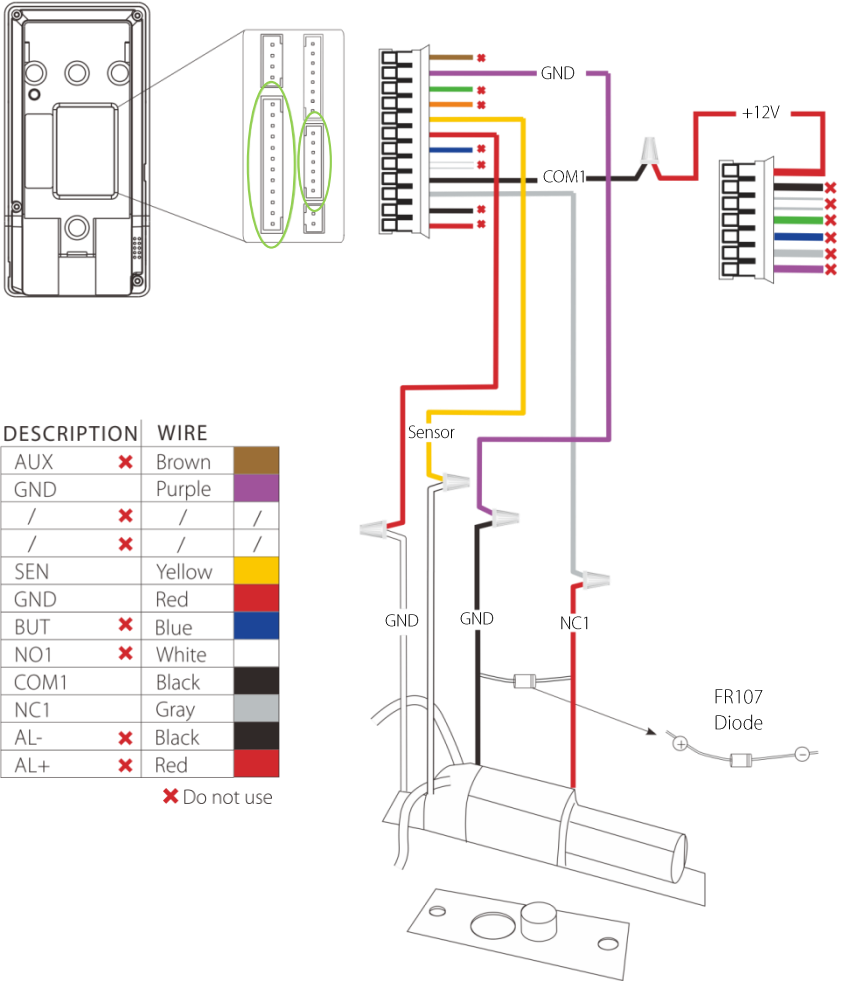 GND
+12V
COM1
DESCRIPTION WIRE
AUX Brown
GND Purple
/ / /
/ / /
SEN Yellow
GND Red
BUT Blue
NO1 White
COM1 Black
NC1 Gray
AL- Black
AL+ Red
Do not use
Sensor
GND
GND
NC1
FR107
Diode
+
-